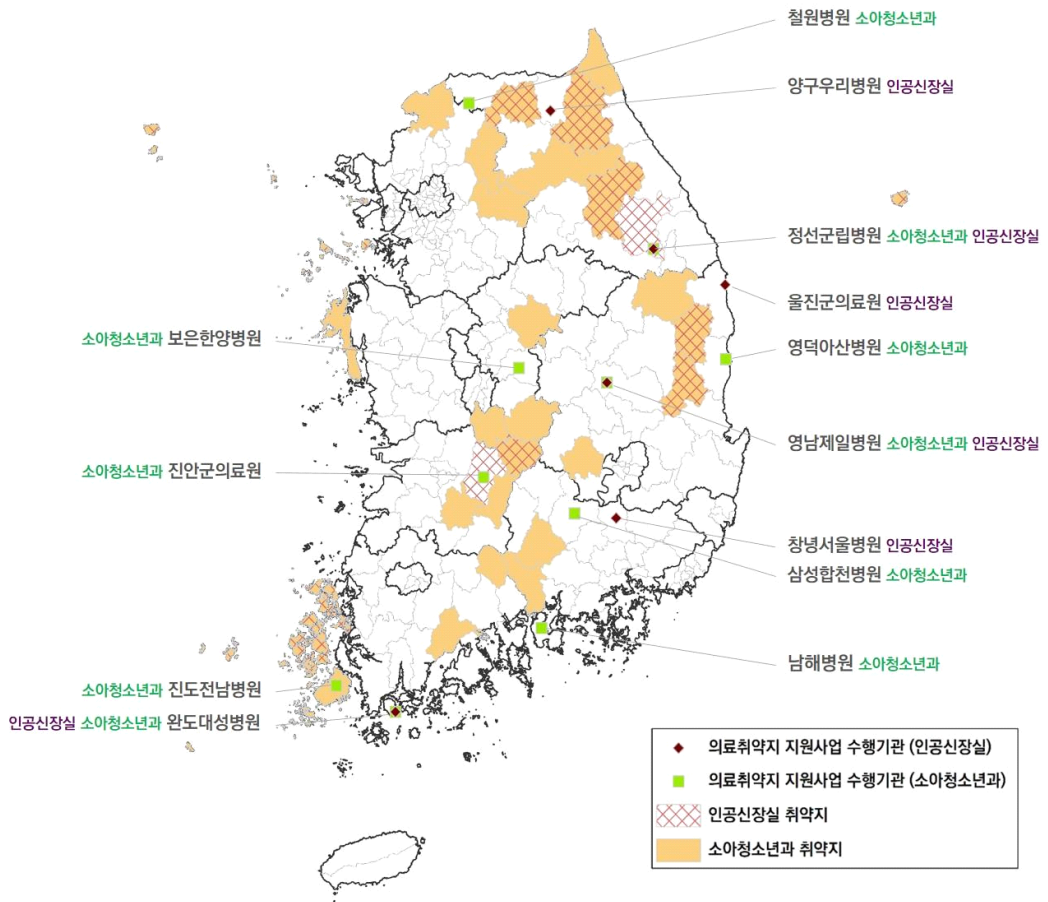 철원병원 소아청소년과
양구우리병원 인공신장실
정선군립병원 소아청소년과 인공신장실
울진군의료원 인공신장실
소아청소년과 보은한양병원
영덕아산병원 소아청소년과
영남제일병원 소아청소년과 인공신장실
소아청소년과 진안군의료원
창녕서울병원 인공신장실
삼성합천병원 소아청소년과
남해병원 소아청소년과
소아청소년과 진도전남병원
인공신장실 소아청소년과 완도대성병원
의료취약지 지원사업 수행기관 (인공신장실)
의료취약지 지원사업 수행기관 (소아청소년과)
인공신장실 취약지
소아청소년과 취약지